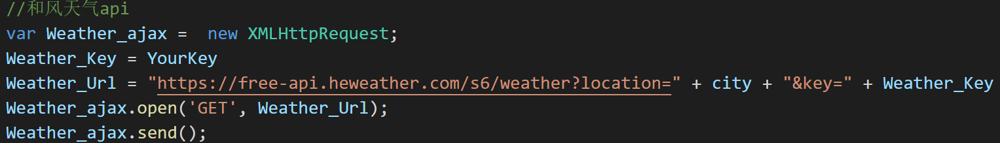 //和风天气api
var Weather_ajax =  new XMLHttpRequest;
Weather_Key = YourKey
Weather_Url = "https://free-api.heweather.com/s6/weather?location=" + city + "&key=" + Weather_Key
Weather_ajax.open('GET', Weather_Url);
Weather_ajax.send();